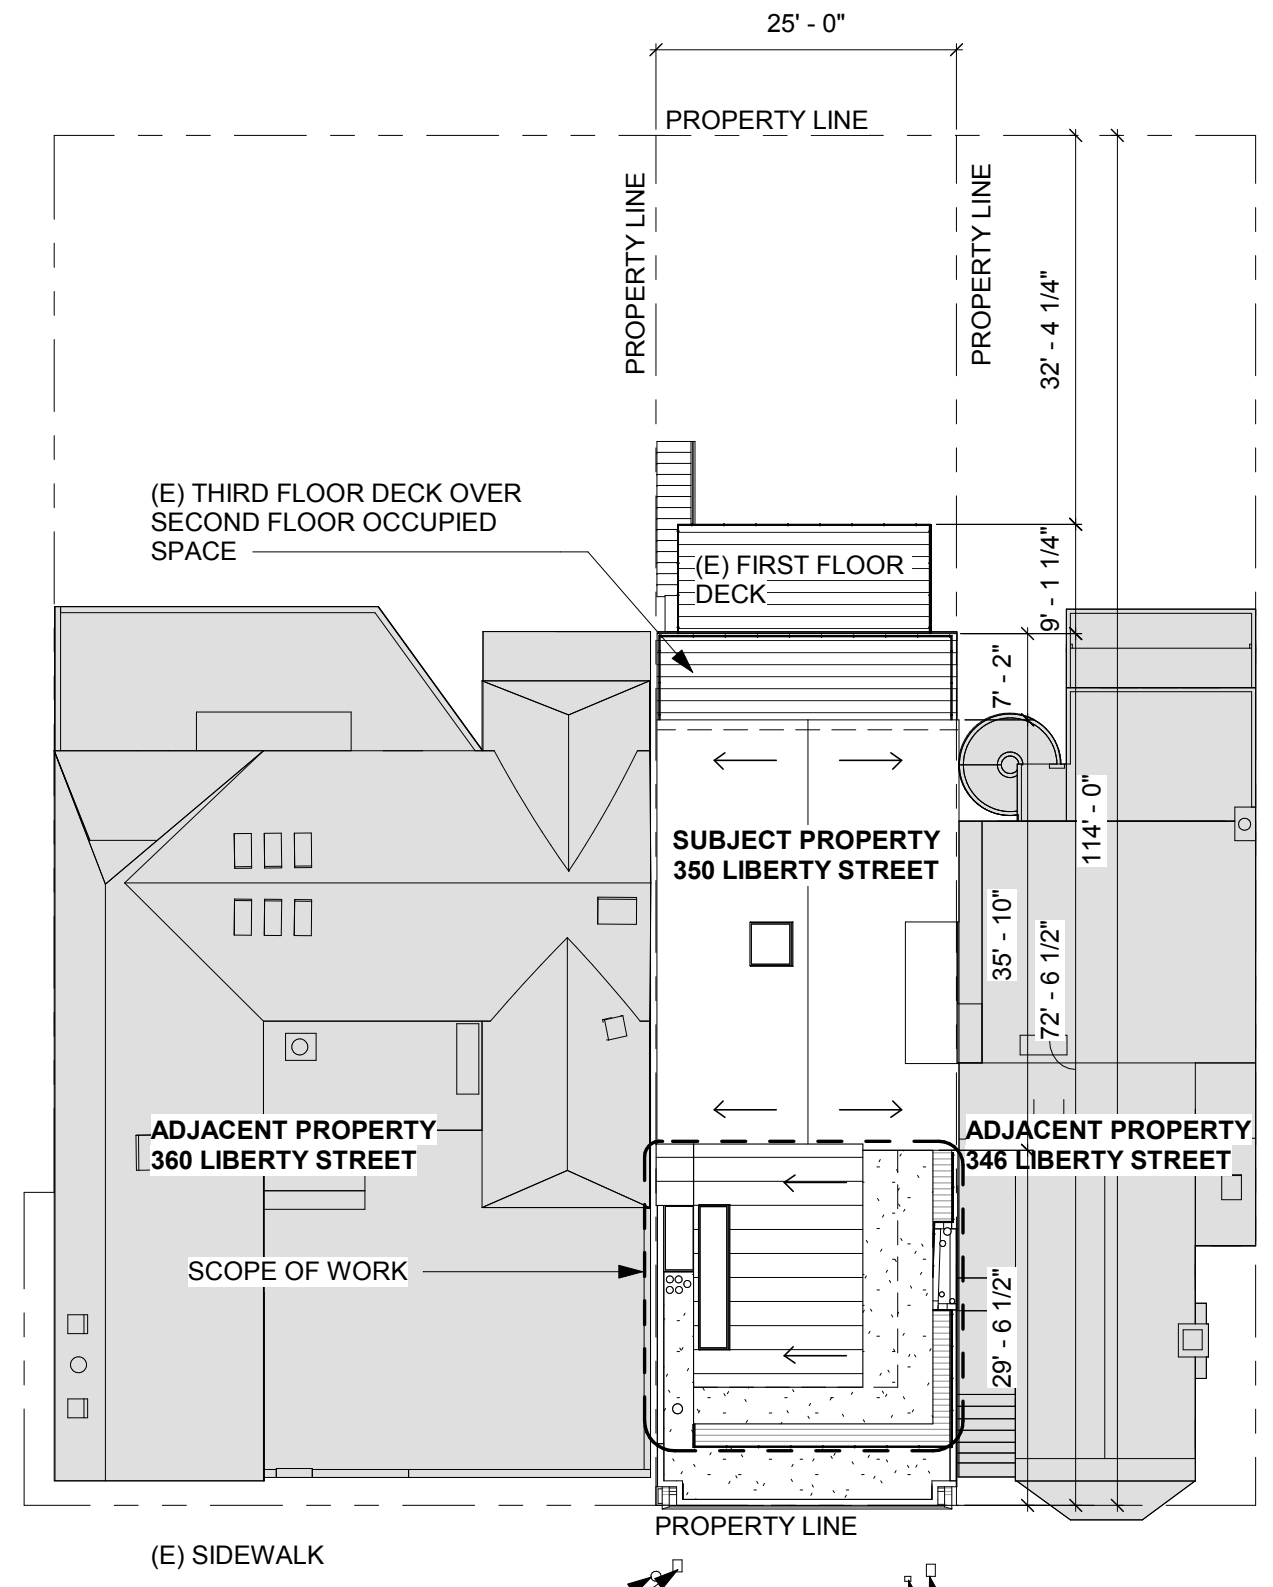 25' - 0"
PROPERTY LINE
PROPERTY LINE
PROPERTY LINE
32' - 4 1/4"
(E) THIRD FLOOR DECK OVER
SECOND FLOOR OCCUPIED
SPACE
(E) FIRST FLOOR
DECK
9' - 1 1/4"
7' - 2"
114' - 0"
SUBJECT PROPERTY
350 LIBERTY STREET
35' - 10"
72' - 6 1/2"
ADJACENT PROPERTY
360 LIBERTY STREET
ADJACENT PROPERTY
346 LIBERTY STREET
SCOPE OF WORK
29' - 6 1/2"
PROPERTY LINE
(E) SIDEWALK